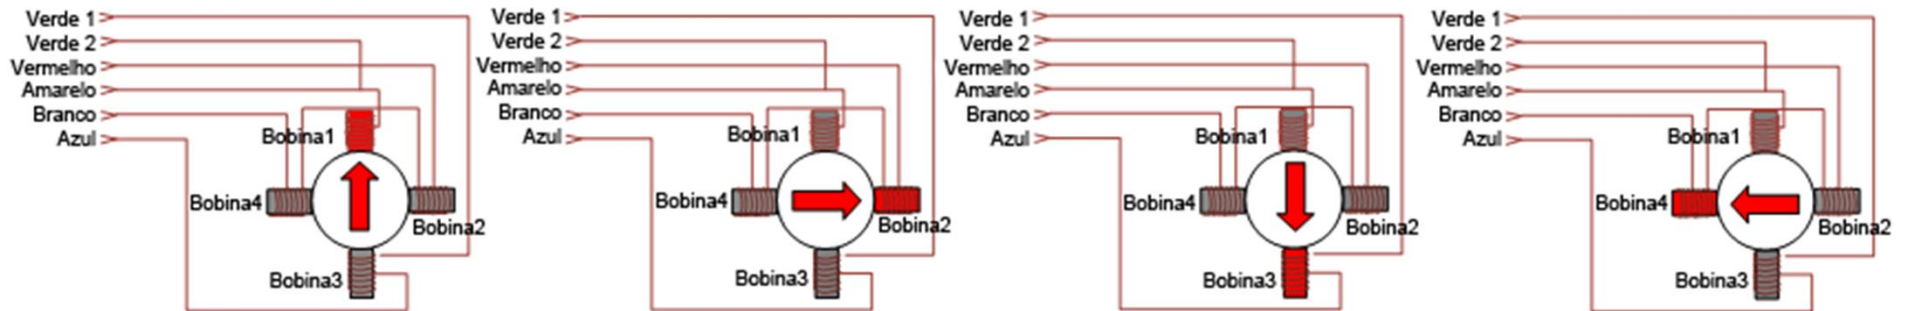 Verde 1
Verde 2
Vermelho
Amarelo
Branco
Azul
Bobina1
Bobina4
Bobina2
Bobina3
Verde 1
Verde 2
Vermelho
Amarelo
Branco
Azul
Bobina1
Bobina4
Bobina2
Bobina3
Verde 1
Verde 2
Vermelho
Amarelo
Branco
Azul
Bobina1
Bobina4
Bobina2
Bobina3
Verde 1
Verde 2
Vermelho
Amarelo
Branco
Azul
Bobina1
Bobina4
Bobina2
Bobina3